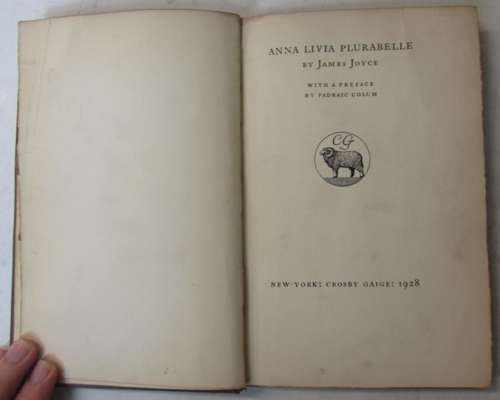 ANNA LIVIA PLURABELLE
BY JAMES JOYCE
WITH A PREFACE
BY PADRAIC COLUM
CG
NEW-YORK: CROSBY GAIGE: 1928